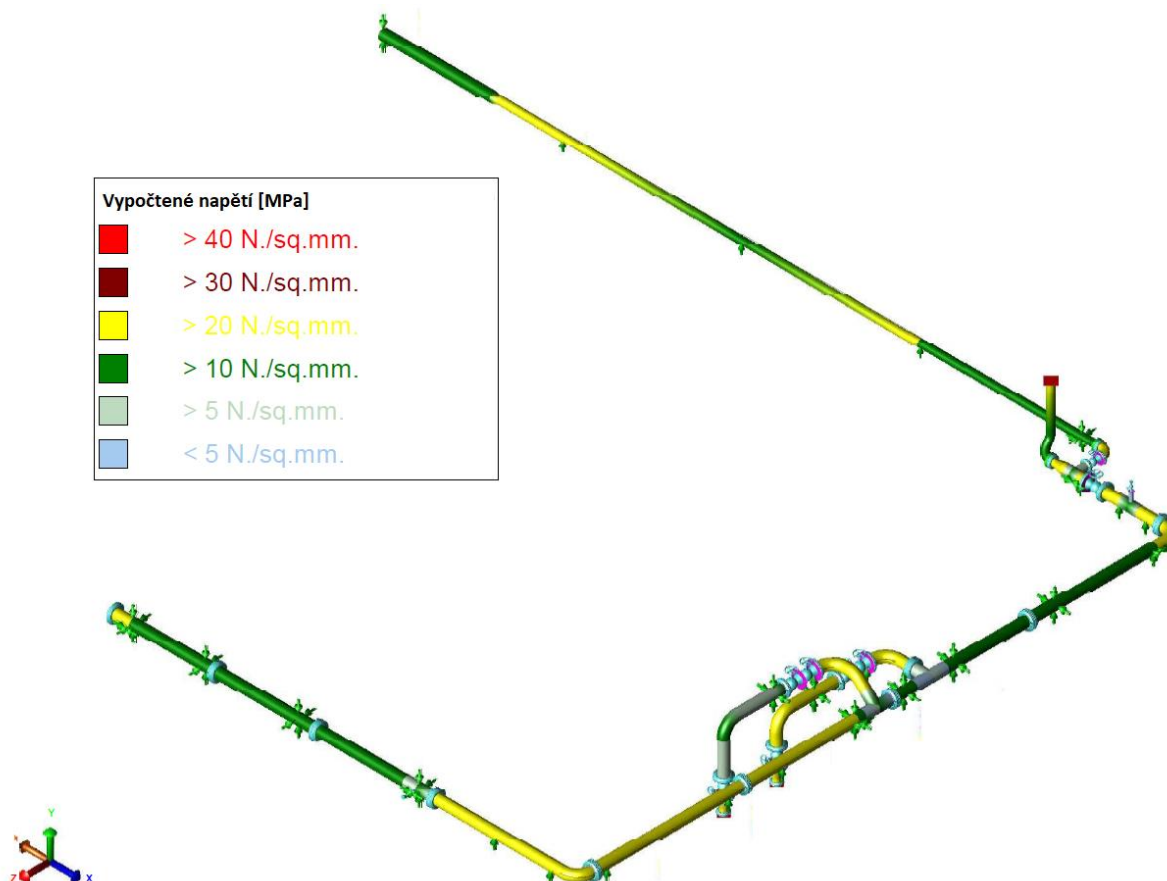 Vypočtené napětí [MPa]
> 40 N./sq.mm.
> 30 N./sq.mm.
> 20 N./sq.mm.
> 10 N./sq.mm.
> 5 N./sq.mm.
< 5 N./sq.mm.
Y
Z
X